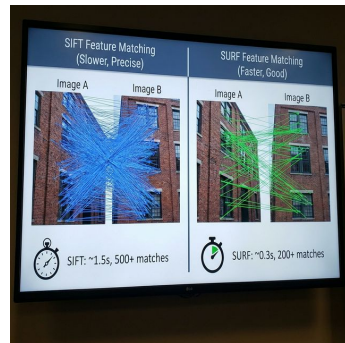 SIFT Feature Matching
(Slower, Precise)
Image A
Image B
SIFT: ~1.5s, 500+ matches
SURF Feature Matching
(Faster, Good)
Image A
Image B
SURF: ~0.3s, 200+ matches